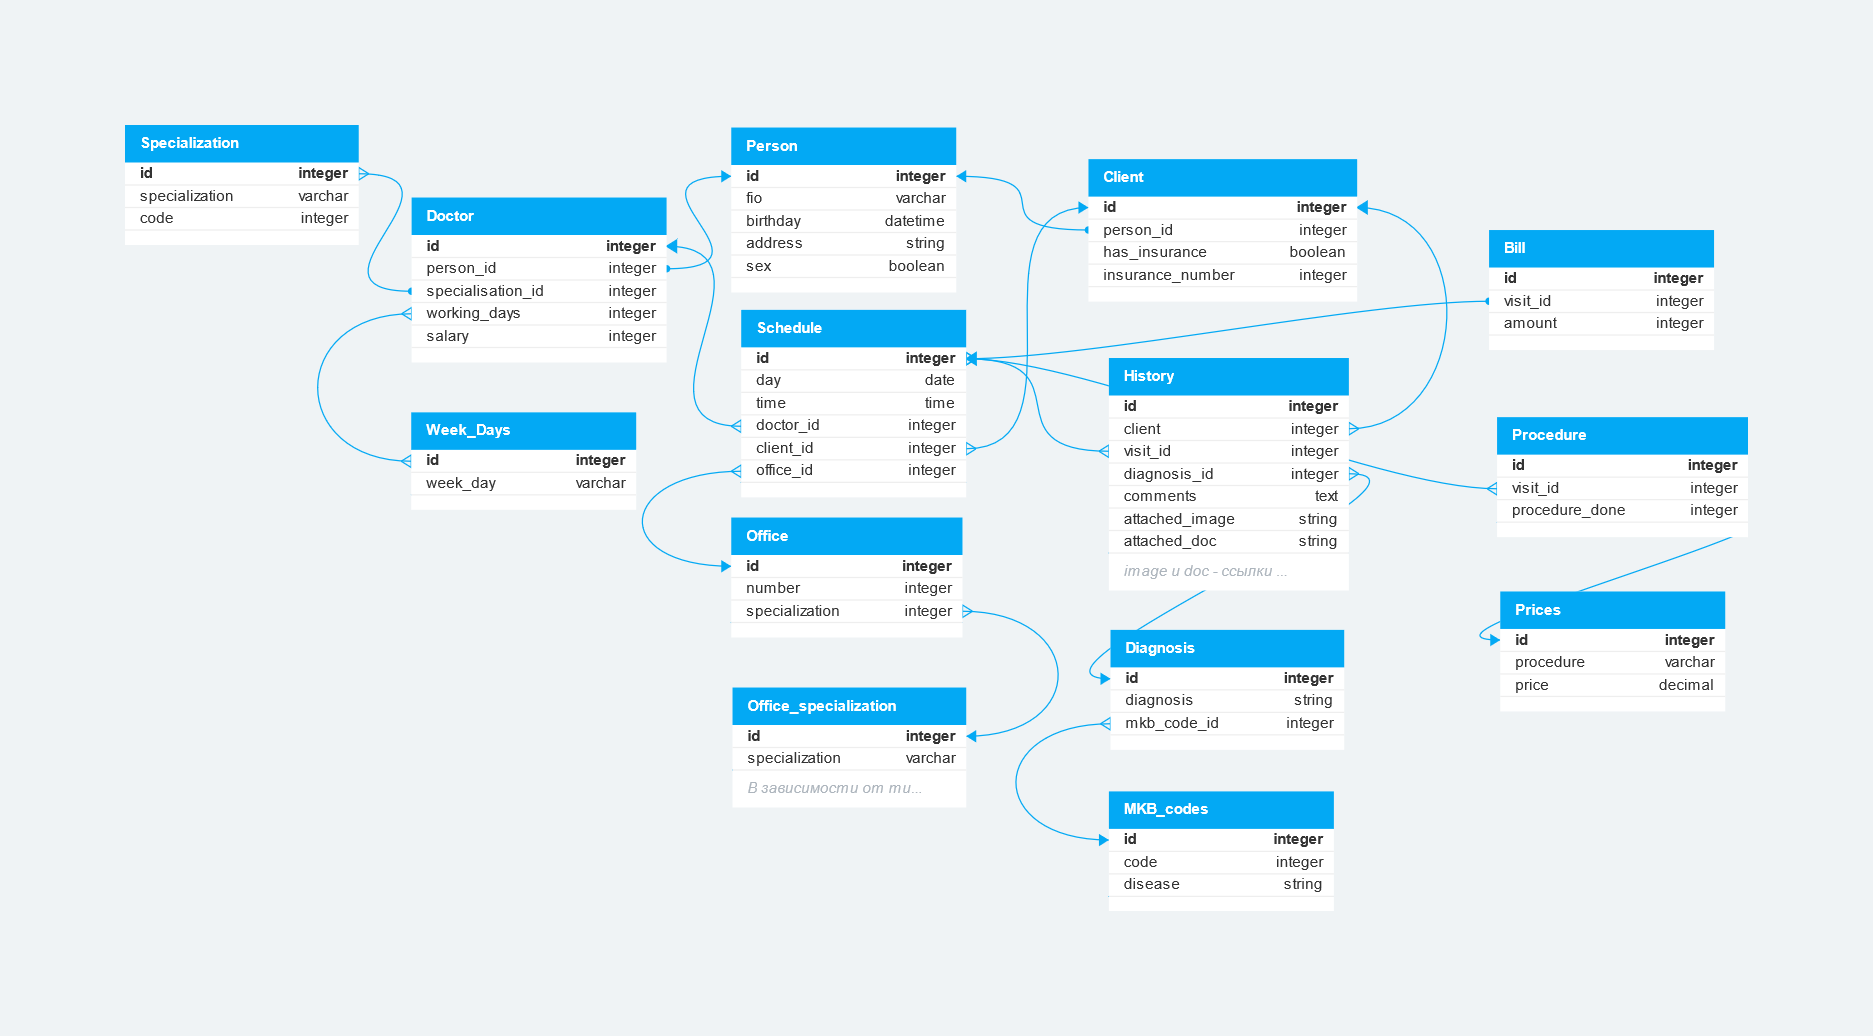 Specialization
id integer
specialization varchar
code integer
Doctor
id integer
person_id integer
specialisation_id integer
working_days integer
salary integer
Week_Days
id integer
week_day varchar
Person
id integer
fio varchar
birthday datetime
address string
sex boolean
Schedule
id integer
day date
time time
doctor_id integer
client_id integer
office_id integer
Office
id integer
number integer
specialization integer
Office_specialization
id integer
specialization varchar
В зависимости от ти...
Client
id integer
person_id integer
has_insurance boolean
insurance_number integer
History
id integer
client integer
visit_id integer
diagnosis_id integer
comments text
attached_image string
attached_doc string
image и doc - ссылки ...
Diagnosis
id integer
diagnosis string
mkb_code_id integer
MKB_codes
id integer
code integer
disease string
Bill
id integer
visit_id integer
amount integer
Procedure
id integer
visit_id integer
procedure_done integer
Prices
id integer
procedure varchar
price decimal